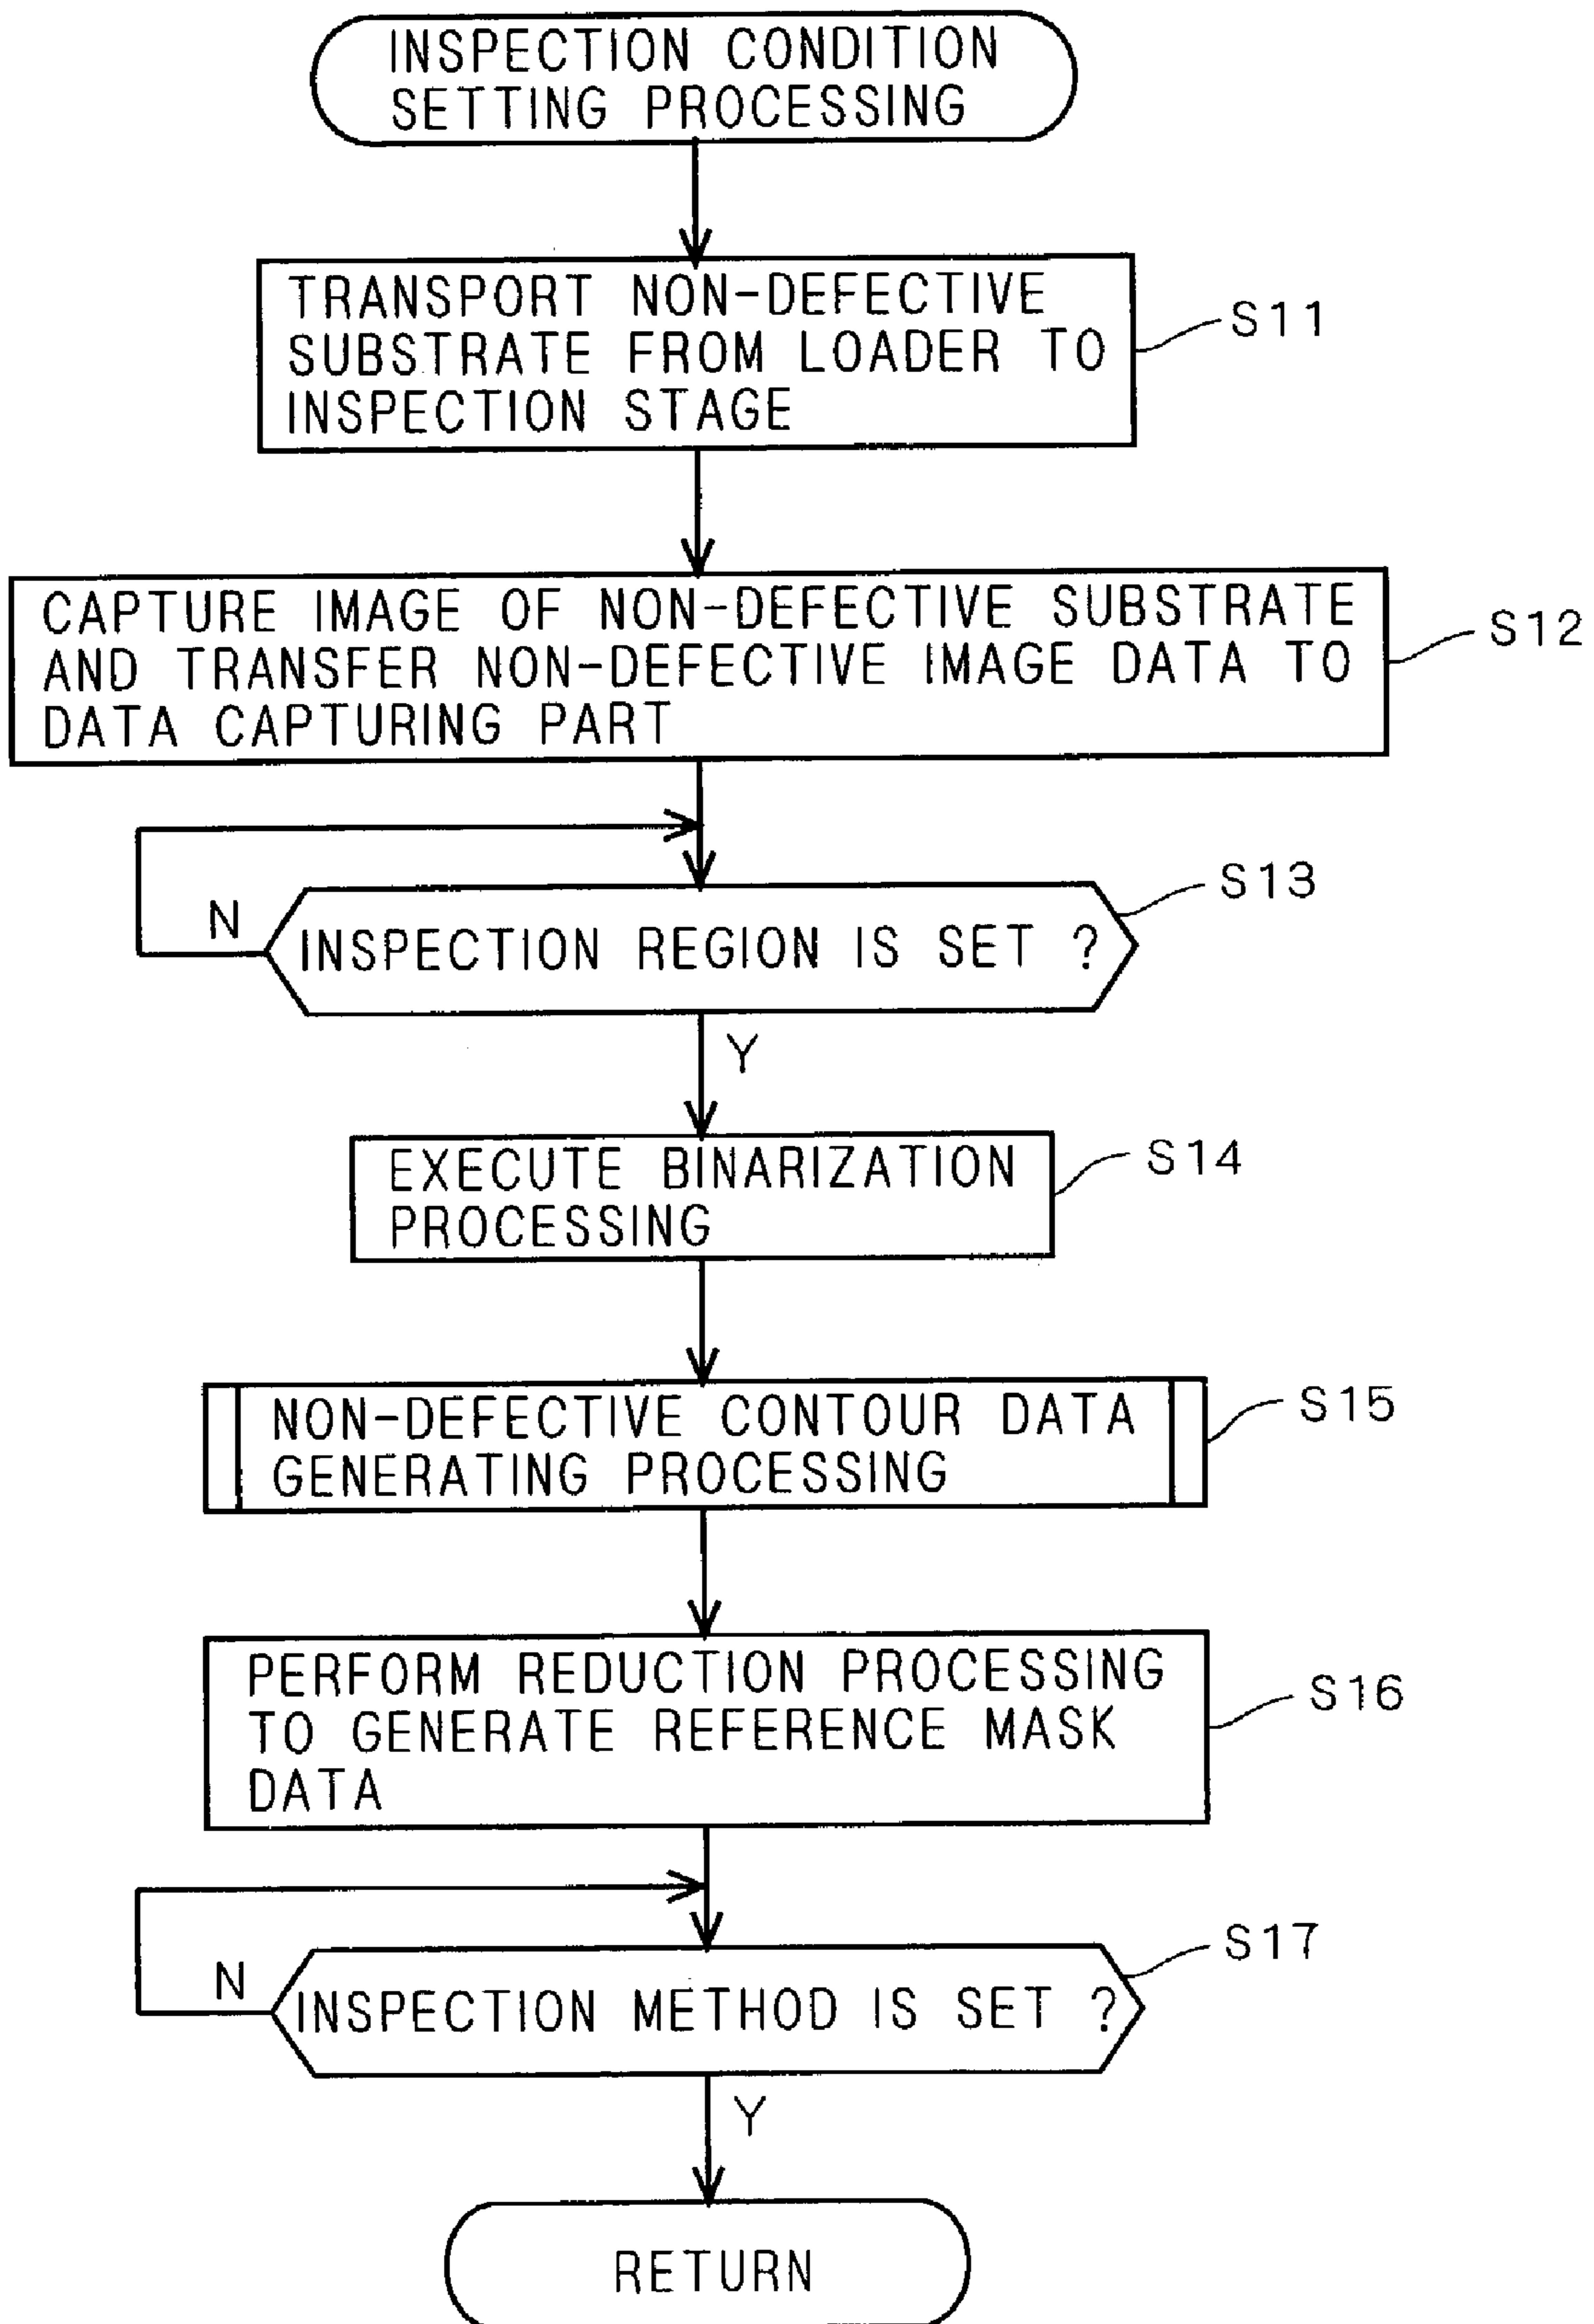 INSPECTION CONDITION
SETTING PROCESSING
TRANSPORT NON-DEFECTIVE
SUBSTRATE FROM LOADER TO
INSPECTION STAGE
S11
CAPTURE IMAGE OF NON-DEFECTIVE SUBSTRATE
AND TRANSFER NON-DEFECTIVE IMAGE DATA TO
DATA CAPTURING PART
S12
INSPECTION REGION IS SET ?
S13
N
Y
EXECUTE BINARIZATION
PROCESSING
S14
NON-DEFECTIVE CONTOUR DATA
GENERATING PROCESSING
S15
PERFORM REDUCTION PROCESSING
TO GENERATE REFERENCE MASK
DATA
S16
INSPECTION METHOD IS SET ?
S17
N
Y
RETURN